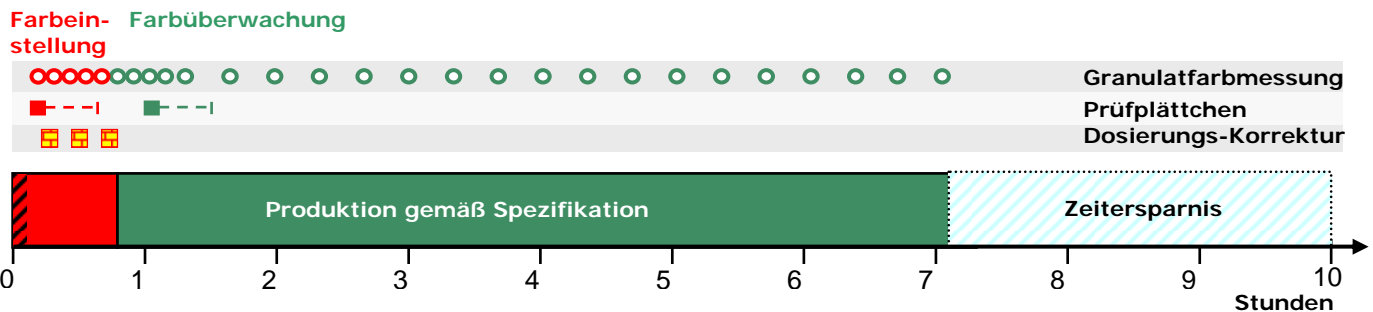 Farbein- Farbüberwachung
stellung
Granulatfarbmessung
Prüfplättchen
Dosierungs-Korrektur
Produktion gemäß Spezifikation
Zeitersparnis
0 1 2 3 4 5 6 7 8 9 10
Stunden